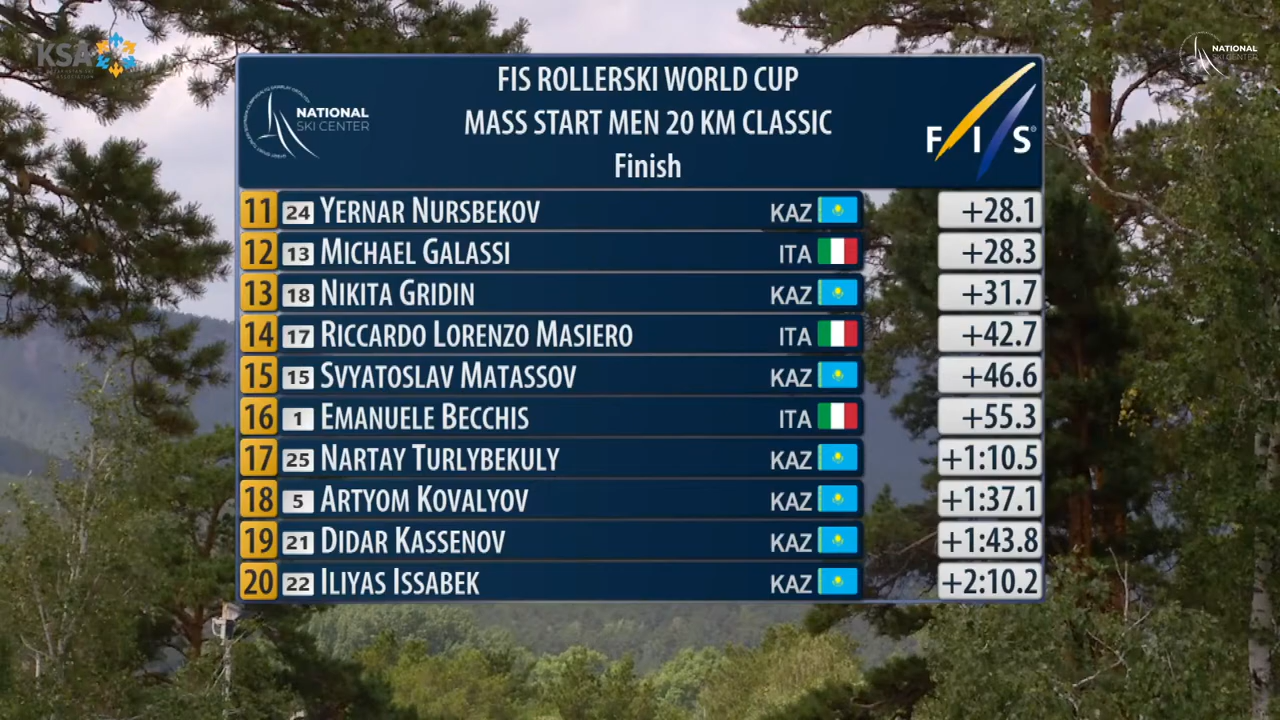 KSA
NATIONAL
SKI CENTER
FIS ROLLERSKI WORLD CUP
MASS START MEN 20 KM CLASSIC
Finish
NATIONAL
SKI CENTER
FIS
11 24 YERNAR NURSBEKOV KAZ +28.1
12 13 MICHAEL GALASSI ITA +28.3
13 18 NIKITA GRIDIN KAZ +31.7
14 17 RICCARDO LORENZO MASIERO ITA +42.7
15 15 SVYATOSLAV MATASSOV KAZ +46.6
16 1 EMANUELE BECCHIS ITA +55.3
17 25 NARTAY TURLYBEKULY KAZ +1:10.5
18 5 ARTYOM KOVALYOV KAZ +1:37.1
19 21 DIDAR KASSENOV KAZ +1:43.8
20 22 ILIYAS ISSABEK KAZ +2:10.2